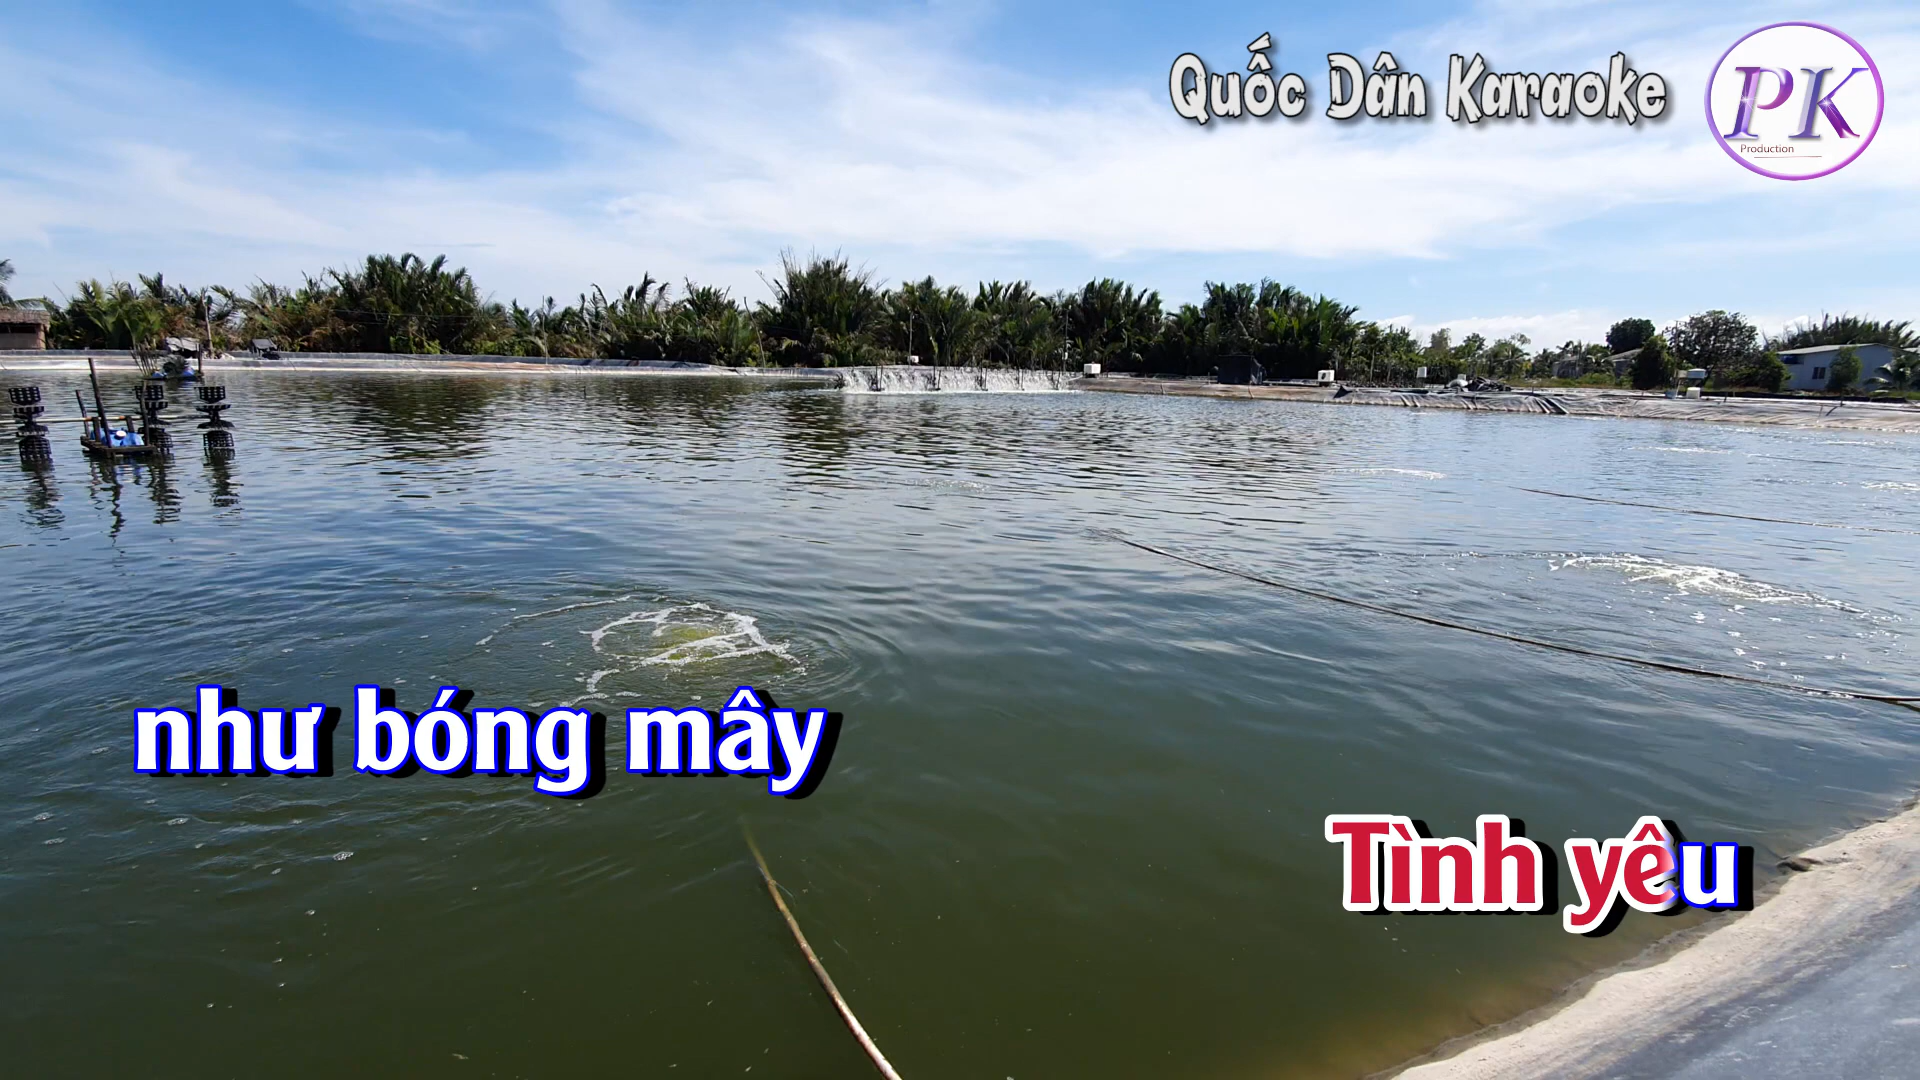 Quốc Dân Karaoke
PK
Production
như bóng mây
Tình yêu